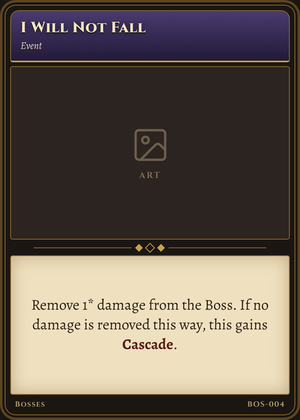 I Will Not Fall
Event
ART
Remove 1* damage from the Boss. If no
damage is removed this way, this gains
Cascade.
Bosses
BOS-004